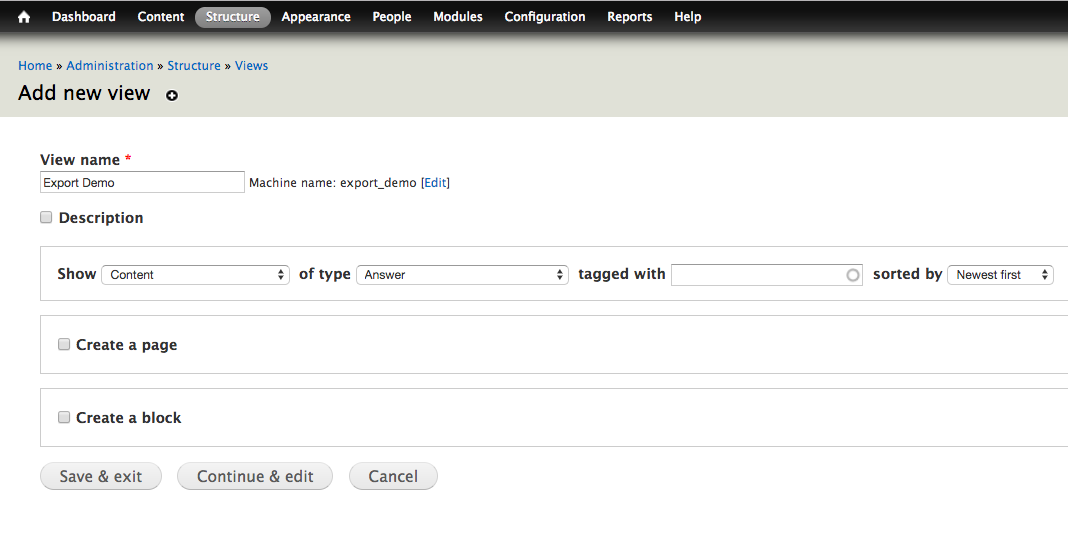 Dashboard Content Structure Appearance People Modules Configuration Reports Help
Home » Administration » Structure » Views
Add new view
View name *
Export Demo Machine name: export_demo [Edit]
Description
Show Content of type Answer tagged with sorted by Newest first
Create a page
Create a block
Save & exit Continue & edit Cancel